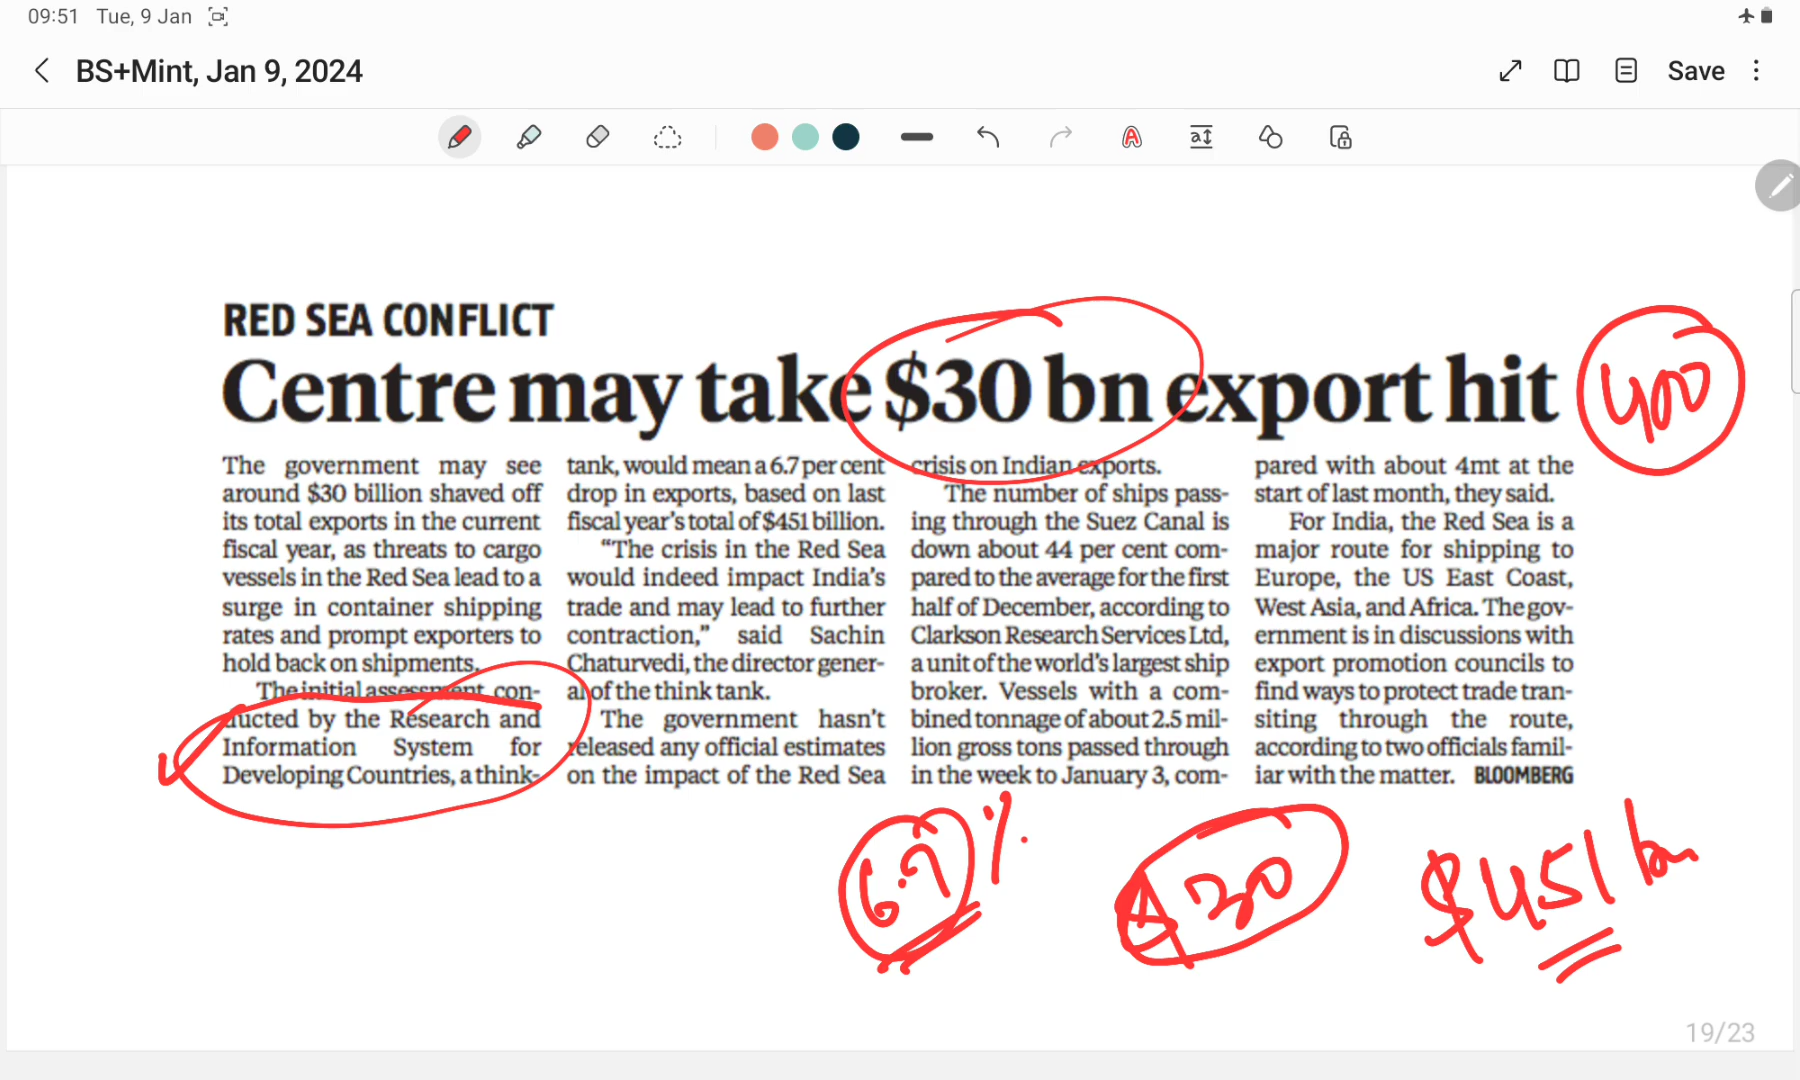 09:51 Tue, 9 Jan
BS+Mint, Jan 9, 2024
Save
RED SEA CONFLICT
Centre may take $30 bn export hit
400
The government may see
around $30 billion shaved off
its total exports in the current
fiscal year, as threats to cargo
vessels in the Red Sea lead to a
surge in container shipping
rates and prompt exporters to
hold back on shipments.
The initial assessment, con-
ducted by the Research and
Information System for
Developing Countries, a think-
tank, would mean a 6.7 per cent
drop in exports, based on last
fiscal year's total of $451 billion.
“The crisis in the Red Sea
would indeed impact India's
trade and may lead to further
contraction,” said Sachin
Chaturvedi, the director gener-
al of the think tank.
The government hasn't
released any official estimates
on the impact of the Red Sea
crisis on Indian exports.
The number of ships pass-
ing through the Suez Canal is
down about 44 per cent com-
pared to the average for the first
half of December, according to
Clarkson Research Services Ltd,
a unit of the world's largest ship
broker. Vessels with a com-
bined tonnage of about 2.5 mil-
lion gross tons passed through
in the week to January 3, com-
pared with about 4mt at the
start of last month, they said.
For India, the Red Sea is a
major route for shipping to
Europe, the US East Coast,
West Asia, and Africa. The gov-
ernment is in discussions with
export promotion councils to
find ways to protect trade tran-
siting through the route,
according to two officials famil-
iar with the matter. BLOOMBERG
6.7 %
$30
$451 bn
19/23